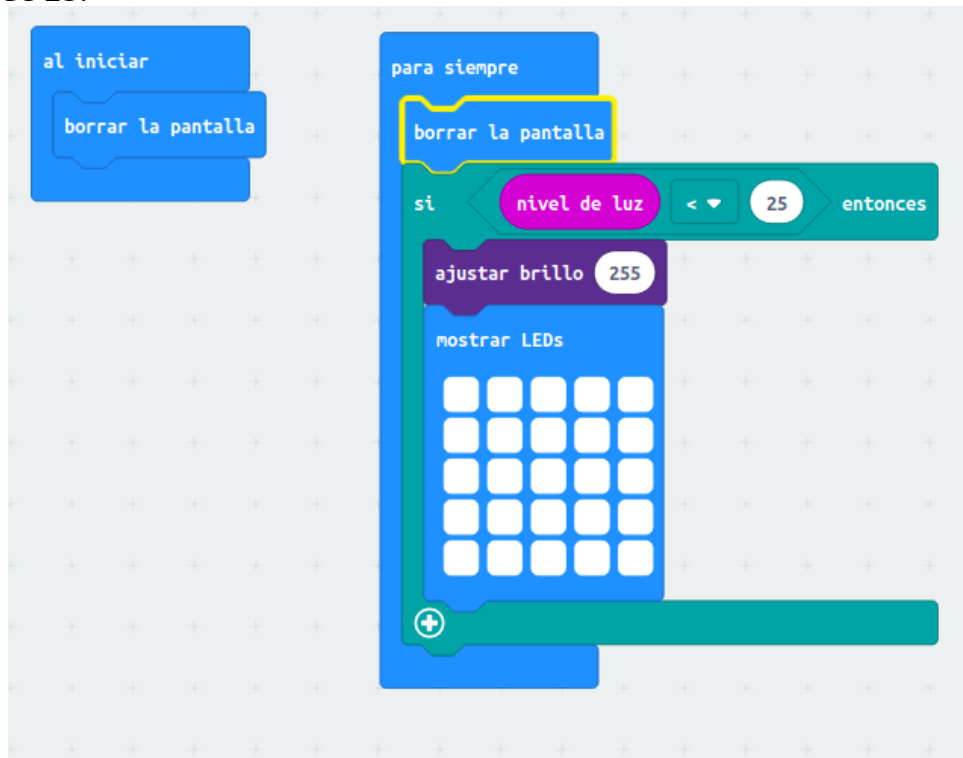 al iniciar
borrar la pantalla
para siempre
borrar la pantalla
si nivel de luz < 25 entonces
ajustar brillo 255
mostrar LEDs